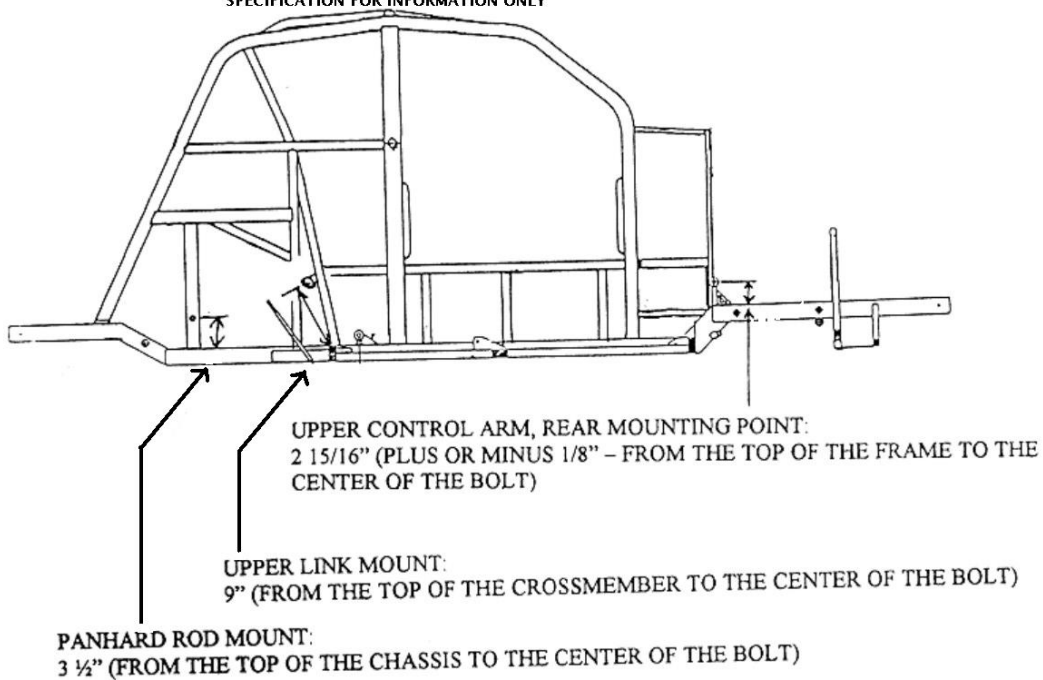 SPECIFICATION FOR INFORMATION ONLY
UPPER CONTROL ARM, REAR MOUNTING POINT:
2 15/16” (PLUS OR MINUS 1/8” – FROM THE TOP OF THE FRAME TO THE
CENTER OF THE BOLT)
UPPER LINK MOUNT:
9” (FROM THE TOP OF THE CROSSMEMBER TO THE CENTER OF THE BOLT)
PANHARD ROD MOUNT:
3 ½” (FROM THE TOP OF THE CHASSIS TO THE CENTER OF THE BOLT)